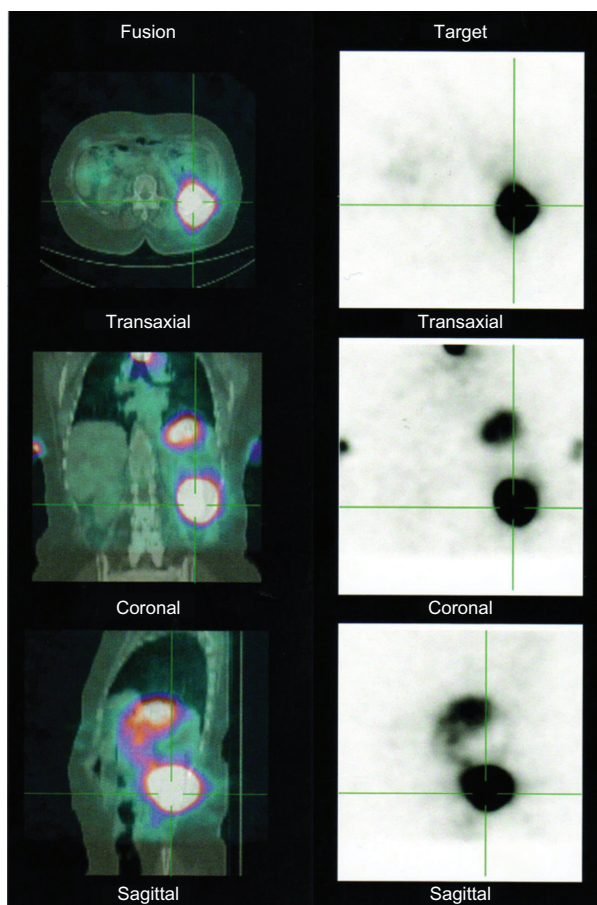 Fusion
Target
Transaxial
Transaxial
Coronal
Coronal
Sagittal
Sagittal